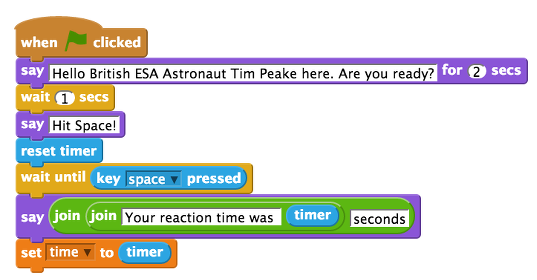 when clicked
say Hello British ESA Astronaut Tim Peake here. Are you ready? for 2 secs
wait 1 secs
say Hit Space!
reset timer
wait until key space pressed
say join join Your reaction time was timer seconds
set time to timer